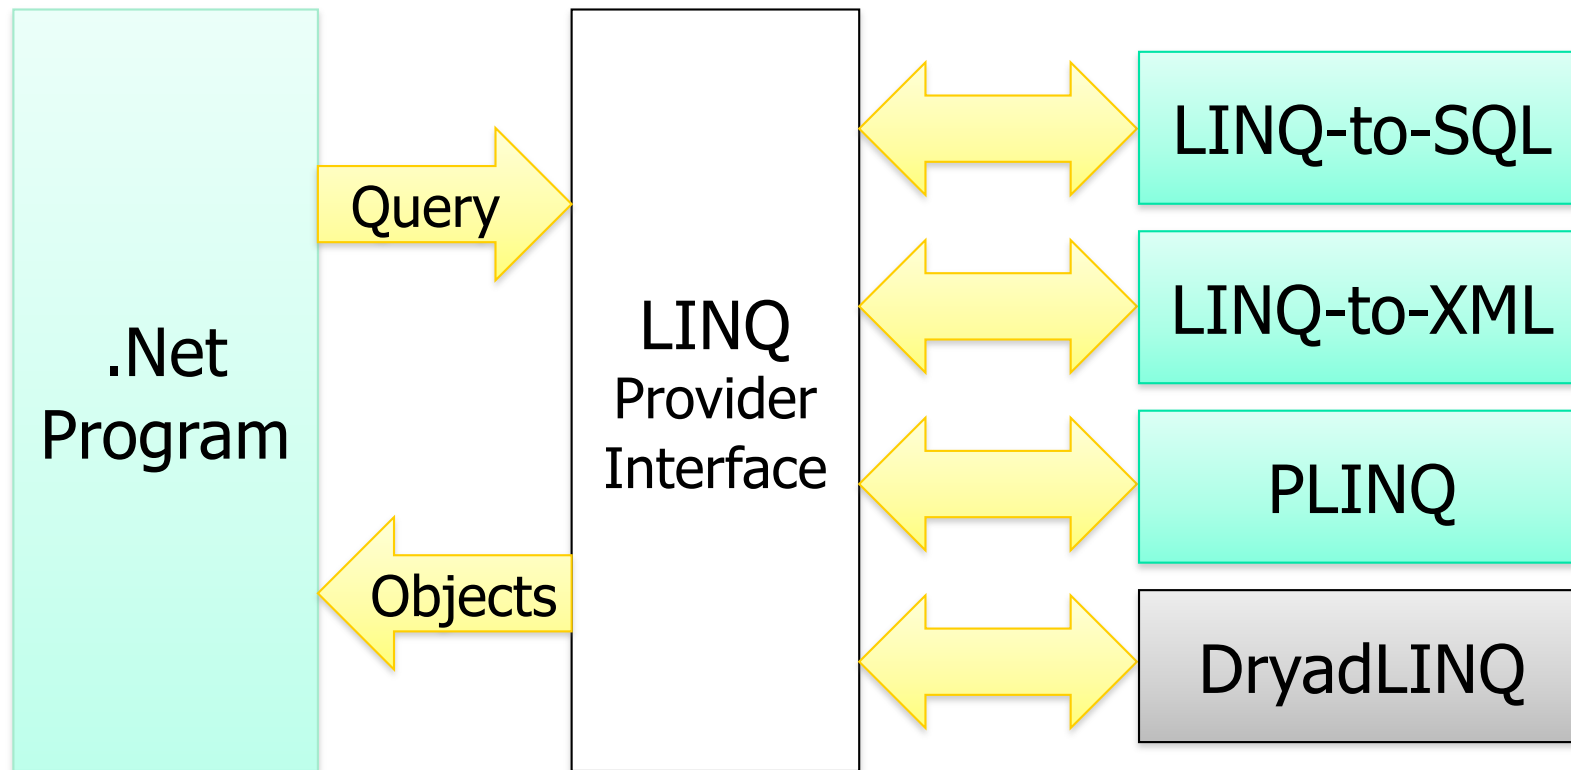 .Net
Program
Query
Objects
LINQ
Provider
Interface
LINQ-to-SQL
LINQ-to-XML
PLINQ
DryadLINQ